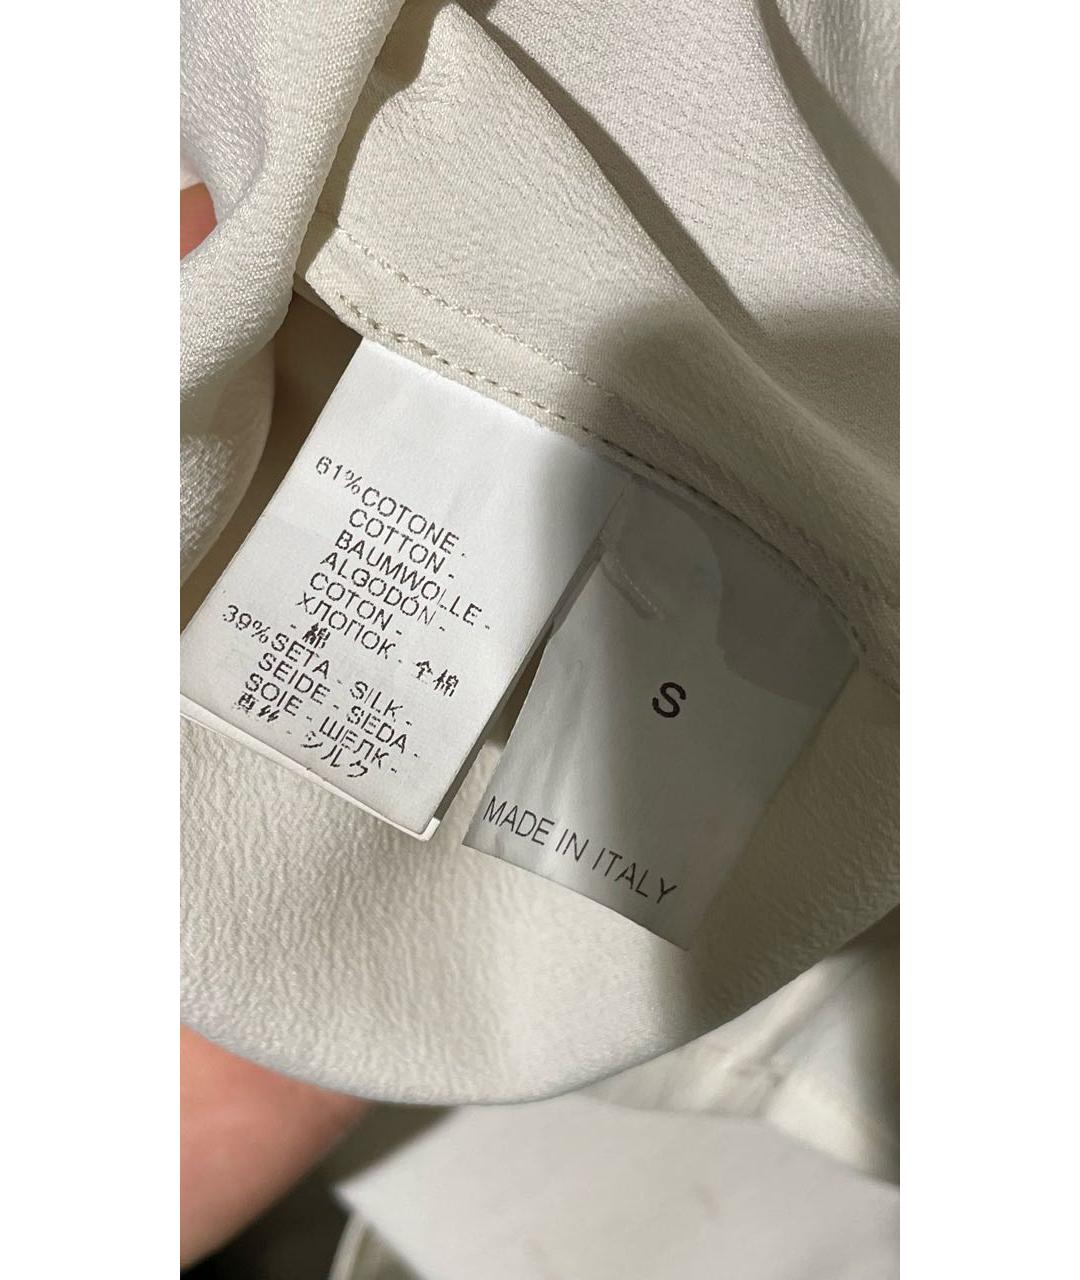 61%COTONE -
COTTON -
BAUMWOLLE -
ALGODÓN -
COTON -
ХЛОПОК - 全棉
- 綿
39%SETA - SILK -
SEIDE - SEDA -
SOIE - ШЕЛК -
真丝 - シルク
S
MADE IN ITALY